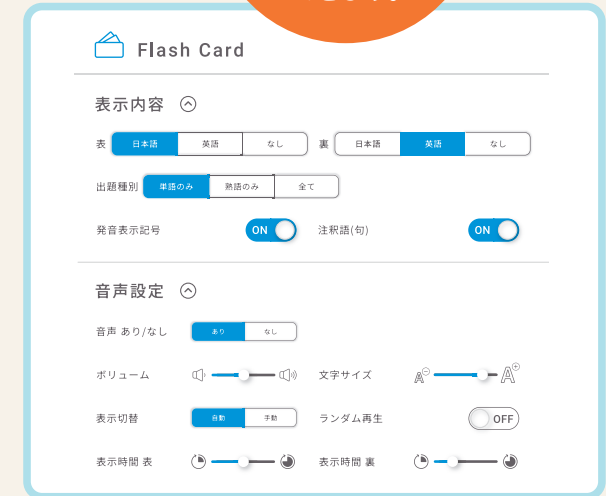 Flash Card
表示内容
表 日本語 英語 なし 裏 日本語 英語 なし
出題種別 単語のみ 熟語のみ 全て
発音表示記号 ON 注釈語(句) ON
音声設定
音声 あり/なし あり なし
ボリューム 文字サイズ A A
表示切替 自動 手動 ランダム再生 OFF
表示時間 表 表示時間 裏